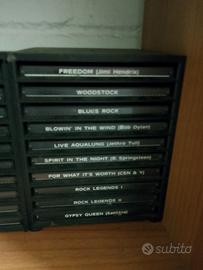 FREEDOM (Jimi Hendrix)
WOODSTOCK
BLUES ROCK
BLOWIN' IN THE WIND (Bob Dylan)
LIVE AQUALUNG (Jethro Tull)
SPIRIT IN THE NIGHT (B. Springsteen)
FOR WHAT IT'S WORTH (CSN & Y)
ROCK LEGENDS I
ROCK LEGENDS II
GYPSY QUEEN (Santana)
subito